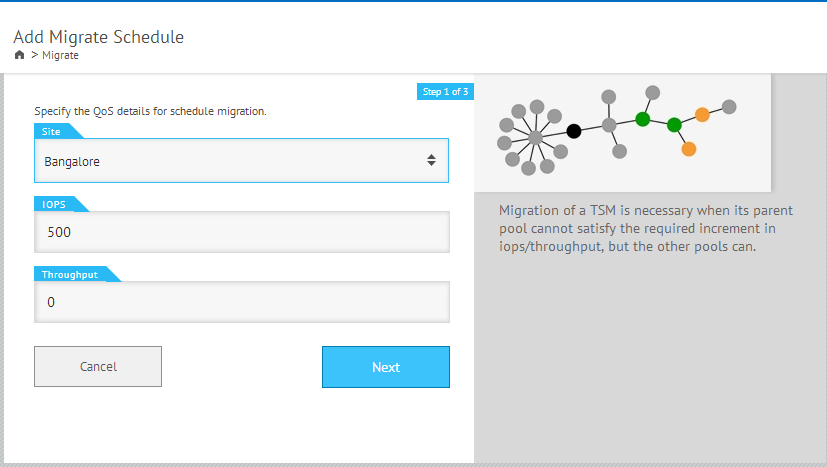 Add Migrate Schedule
> Migrate
Step 1 of 3
Specify the QoS details for schedule migration.
Site
Bangalore
IOPS
500
Throughput
0
Cancel
Next
Migration of a TSM is necessary when its parent
pool cannot satisfy the required increment in
iops/throughput, but the other pools can.